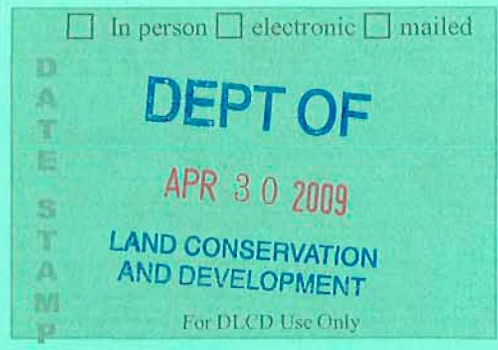 ☐ In person ☐ electronic ☐ mailed
DATE STAMP
DEPT OF
APR 30 2009
LAND CONSERVATION
AND DEVELOPMENT
For DLCD Use Only